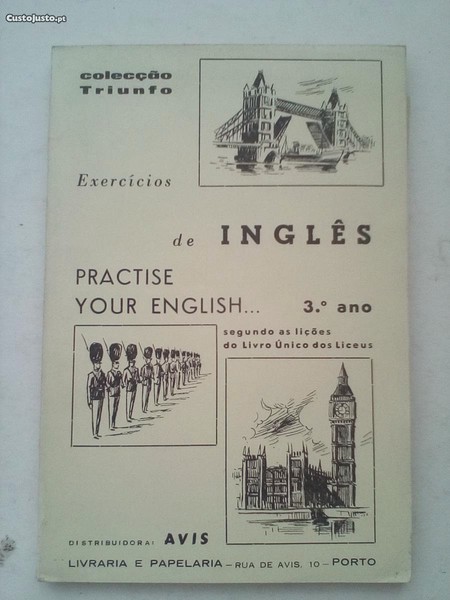 CustoJusto.pt
colecção
Triunfo
Exercícios
de INGLÊS
PRACTISE
YOUR ENGLISH... 3.º ano
segundo as lições
do Livro Único dos Liceus
DISTRIBUIDORA: AVIS
LIVRARIA E PAPELARIA – RUA DE AVIS, 10 – PORTO